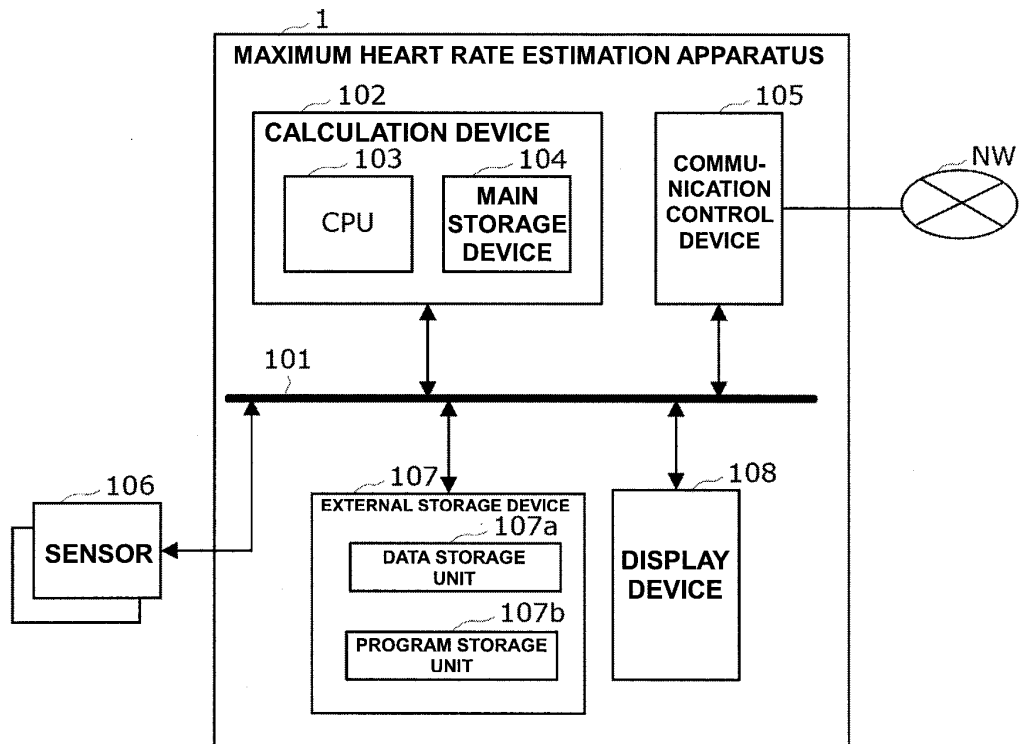 1
MAXIMUM HEART RATE ESTIMATION APPARATUS
102
CALCULATION DEVICE
103
CPU
104
MAIN
STORAGE
DEVICE
105
COMMU-
NICATION
CONTROL
DEVICE
NW
101
106
SENSOR
107
EXTERNAL STORAGE DEVICE
107a
DATA STORAGE
UNIT
107b
PROGRAM STORAGE
UNIT
108
DISPLAY
DEVICE